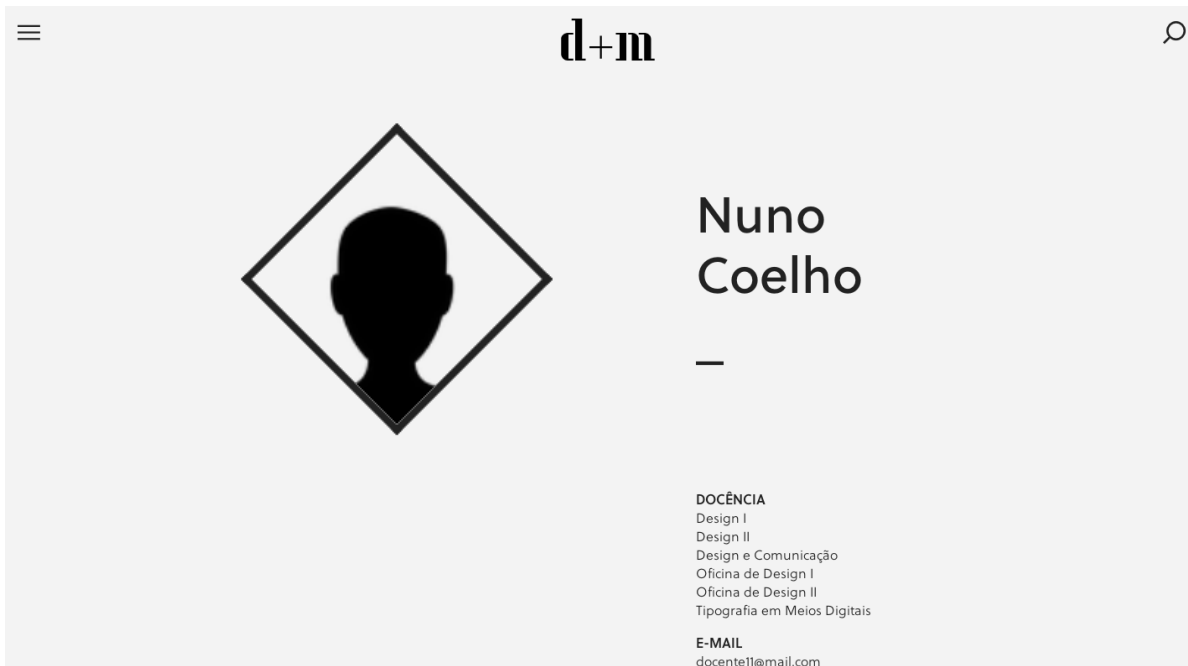 d+m
Nuno
Coelho
DOCÊNCIA
Design I
Design II
Design e Comunicação
Oficina de Design I
Oficina de Design II
Tipografia em Meios Digitais
E-MAIL
docente11@mail.com